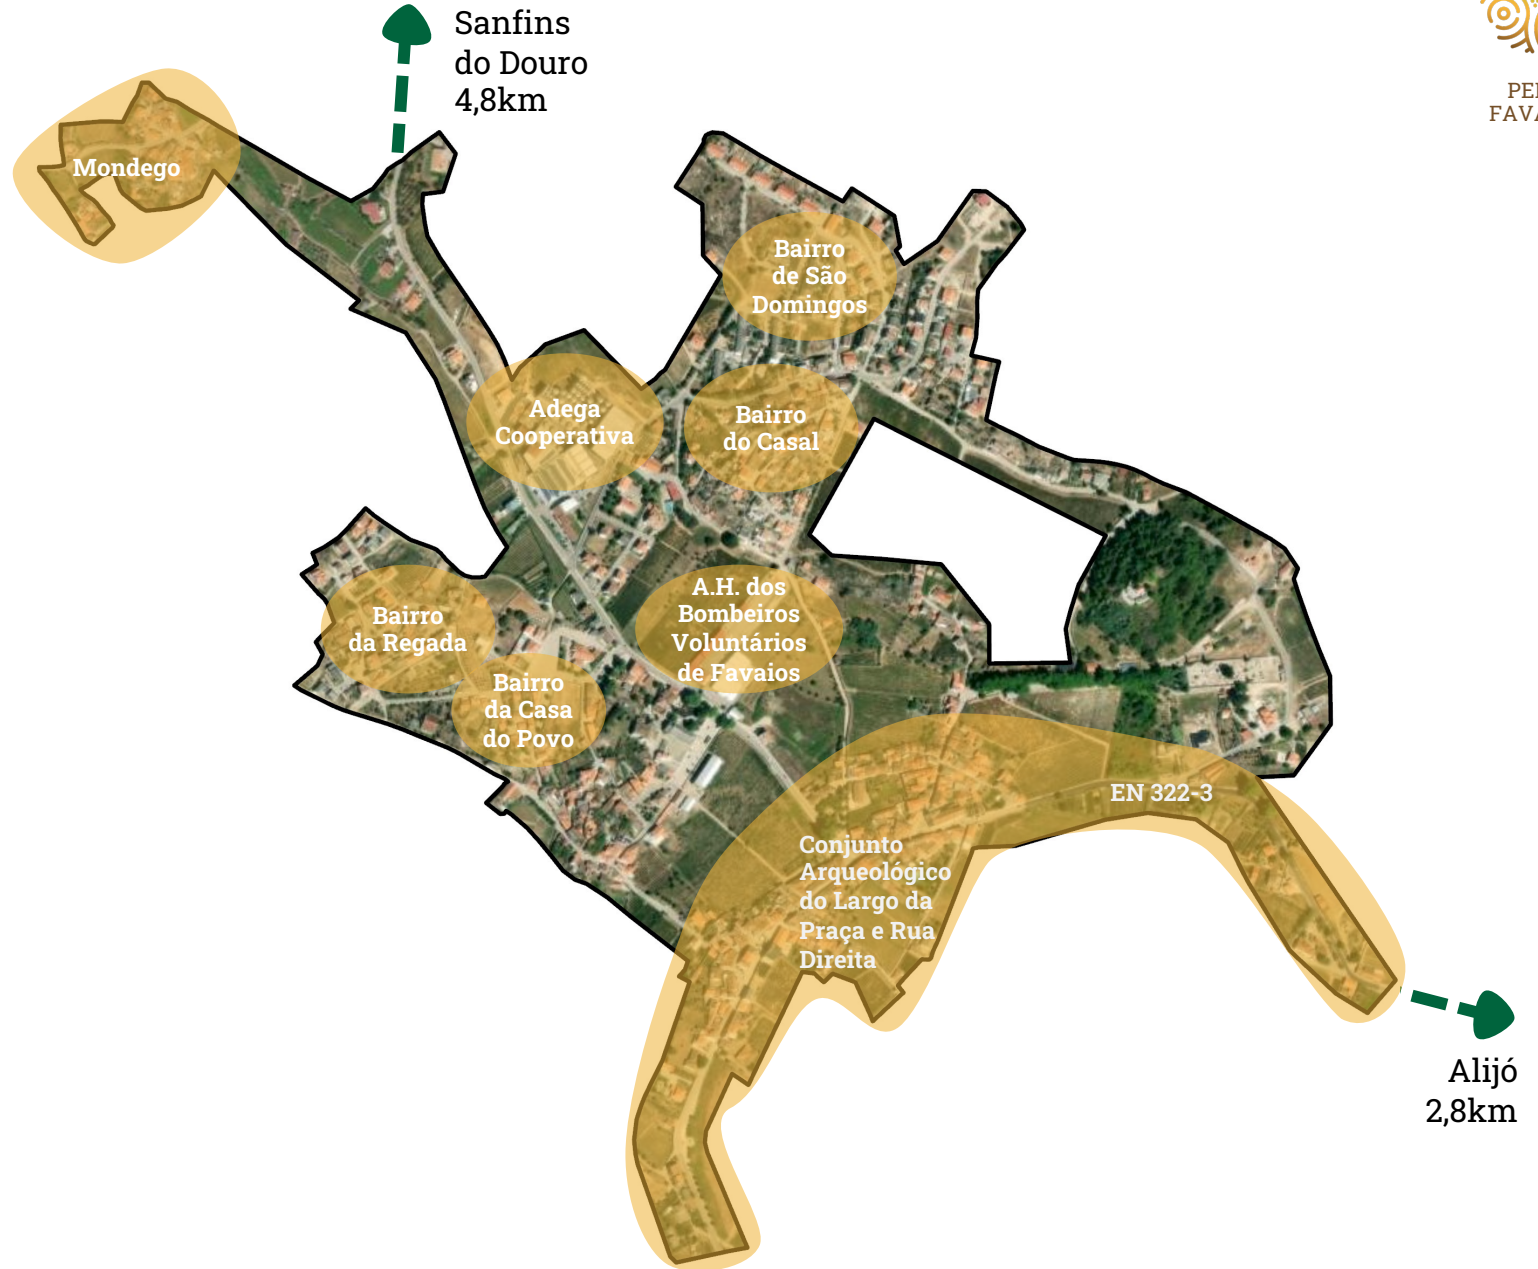 Sanfins
do Douro
4,8km
Mondego
Bairro
de São
Domingos
Adega
Cooperativa
Bairro
do Casal
Bairro
da Regada
A.H. dos
Bombeiros
Voluntários
de Favaios
Bairro
da Casa
do Povo
EN 322-3
Conjunto
Arqueológico
do Largo da
Praça e Rua
Direita
Alijó
2,8km